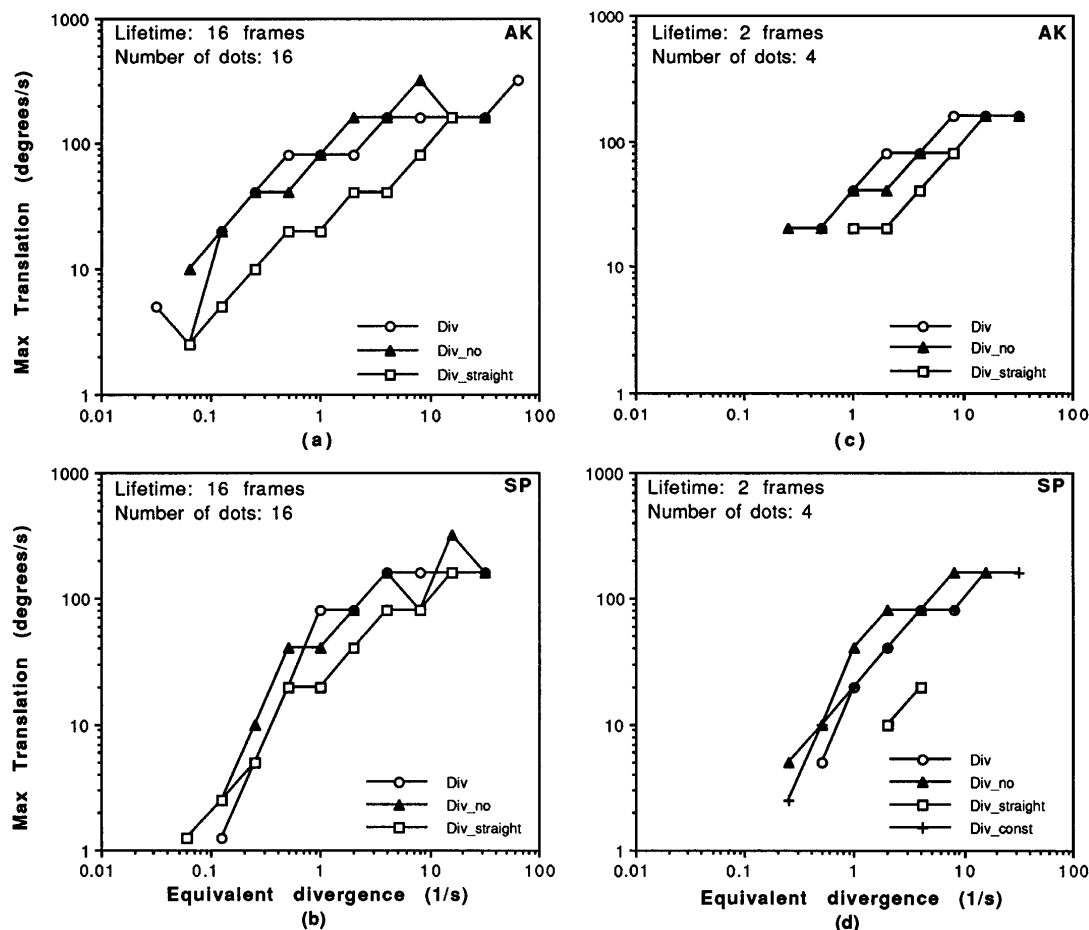 Max Translation (degrees/s)
1000
100
10
1
Lifetime: 16 frames
Number of dots: 16
AK
Div
Div_no
Div_straight
0.01 0.1 1 10 100
(a)
1000
100
10
1
Lifetime: 2 frames
Number of dots: 4
AK
Div
Div_no
Div_straight
0.01 0.1 1 10 100
(c)
Max Translation (degrees/s)
1000
100
10
1
Lifetime: 16 frames
Number of dots: 16
SP
Div
Div_no
Div_straight
0.01 0.1 1 10 100
Equivalent divergence (1/s)
(b)
1000
100
10
1
Lifetime: 2 frames
Number of dots: 4
SP
Div
Div_no
Div_straight
Div_const
0.01 0.1 1 10 100
Equivalent divergence (1/s)
(d)